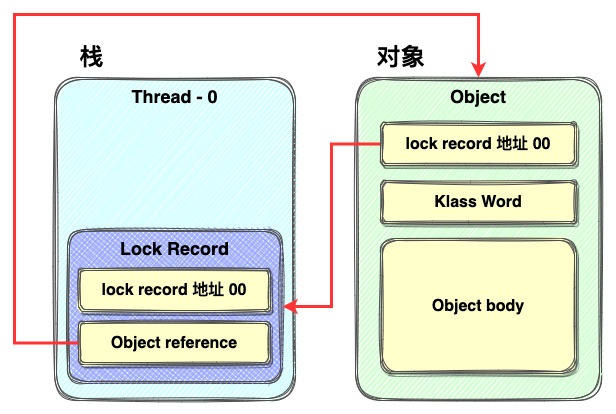 栈
Thread - 0
Lock Record
lock record 地址 00
Object reference
对象
Object
lock record 地址 00
Klass Word
Object body